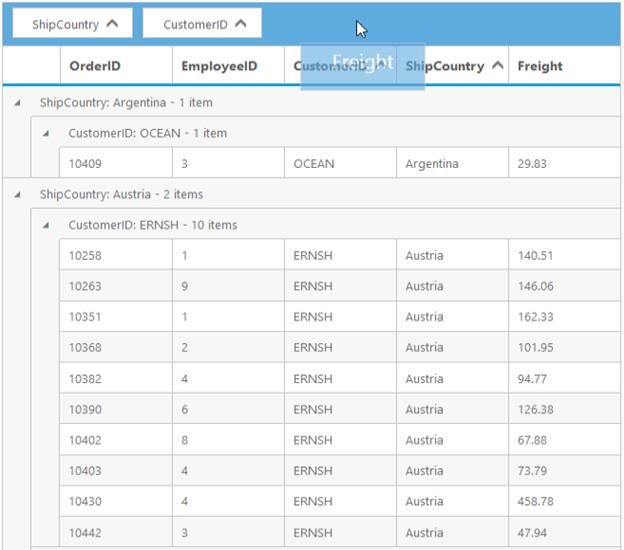 ShipCountry CustomerID
OrderID EmployeeID CustomerID ShipCountry Freight
Freight
ShipCountry: Argentina - 1 item
CustomerID: OCEAN - 1 item
10409 3 OCEAN Argentina 29.83
ShipCountry: Austria - 2 items
CustomerID: ERNSH - 10 items
10258 1 ERNSH Austria 140.51
10263 9 ERNSH Austria 146.06
10351 1 ERNSH Austria 162.33
10368 2 ERNSH Austria 101.95
10382 4 ERNSH Austria 94.77
10390 6 ERNSH Austria 126.38
10402 8 ERNSH Austria 67.88
10403 4 ERNSH Austria 73.79
10430 4 ERNSH Austria 458.78
10442 3 ERNSH Austria 47.94